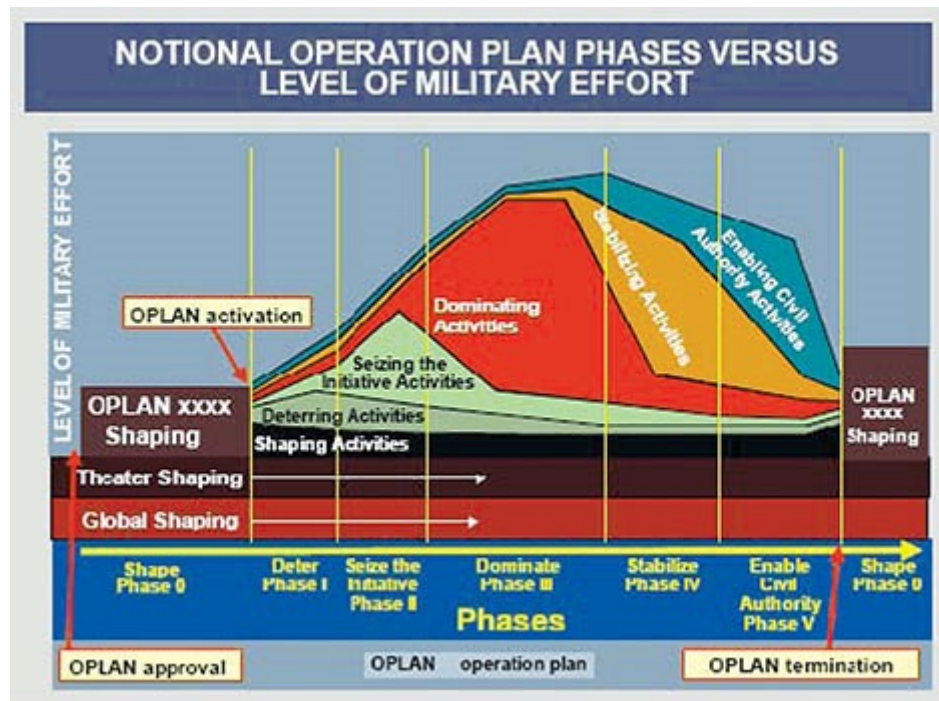 NOTIONAL OPERATION PLAN PHASES VERSUS
LEVEL OF MILITARY EFFORT
LEVEL OF MILITARY EFFORT
OPLAN activation
OPLAN xxxx
Shaping
Enabling Civil
Authority Activities
Stabilizing Activities
Dominating
Activities
Seizing the
Initiative Activities
Deterring Activities
Shaping Activities
OPLAN
xxxx
Shaping
Theater Shaping
Global Shaping
Shape
Phase 0
Deter
Phase I
Seize the
Initiative
Phase II
Dominate
Phase III
Stabilize
Phase IV
Enable
Civil
Authority
Phase V
Shape
Phase 0
Phases
OPLAN approval
OPLAN operation plan
OPLAN termination